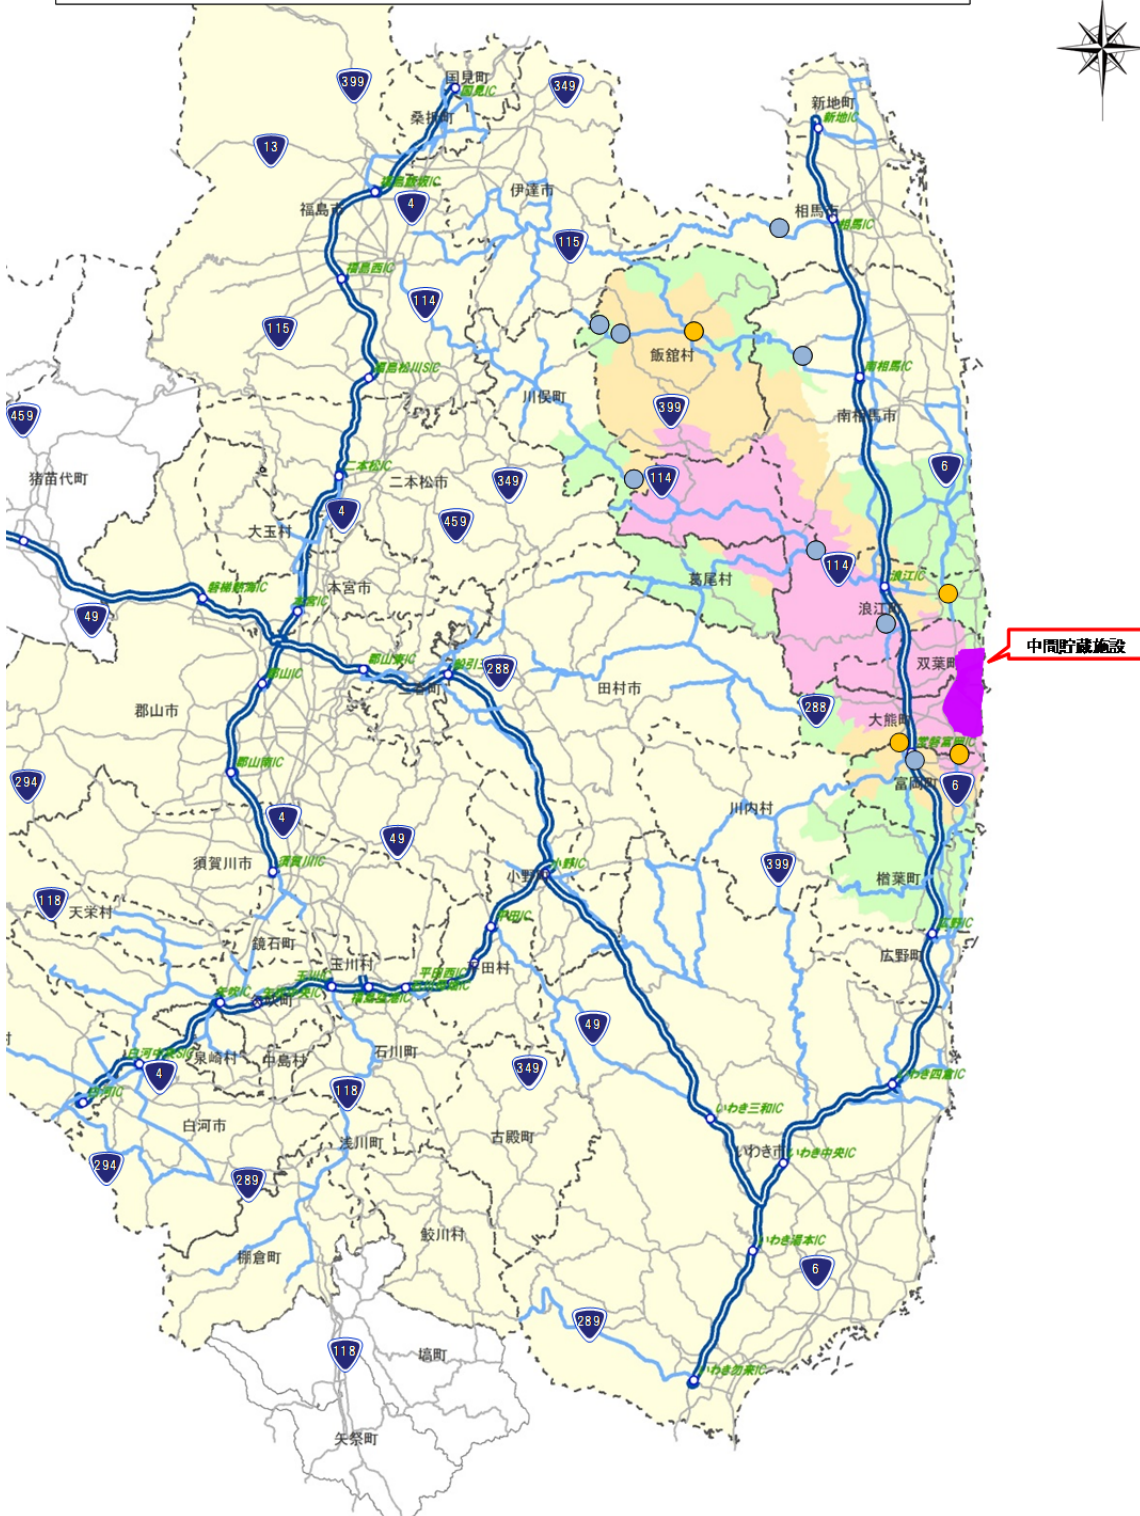 国見町
国見IC
399
349
桑折町
新地町
新地IC
13
福島飯坂IC
伊達市
福島市
4
相馬市
相馬IC
115
福島西IC
114
115
飯舘村
福島松川SIC
南相馬IC
川俣町
399
南相馬市
459
猪苗代町
二本松IC
二本松市
349
114
6
4
459
大玉村
114
葛尾村
浪江IC
磐梯熱海IC
本宮市
本宮IC
浪江町
49
中間貯蔵施設
郡山東IC
双葉町
288
郡山IC
三春町
田村市
郡山市
288
大熊町
常磐富岡IC
郡山南IC
294
富岡町
6
川内村
4
49
須賀川市
須賀川IC
小野IC
399
小野町
楢葉町
118
天栄村
平田IC
広野IC
鏡石町
広野町
玉川村
平田村
玉川IC
平田西IC
矢吹IC
矢吹中央IC
矢吹町
49
白河中央SIC
泉崎村
中島村
石川町
4
349
いわき四倉IC
白河IC
118
白河市
いわき三和IC
浅川町
古殿町
いわき市
いわき中央IC
294
289
鮫川村
棚倉町
いわき湯本IC
6
289
118
塙町
いわき勿来IC
矢祭町